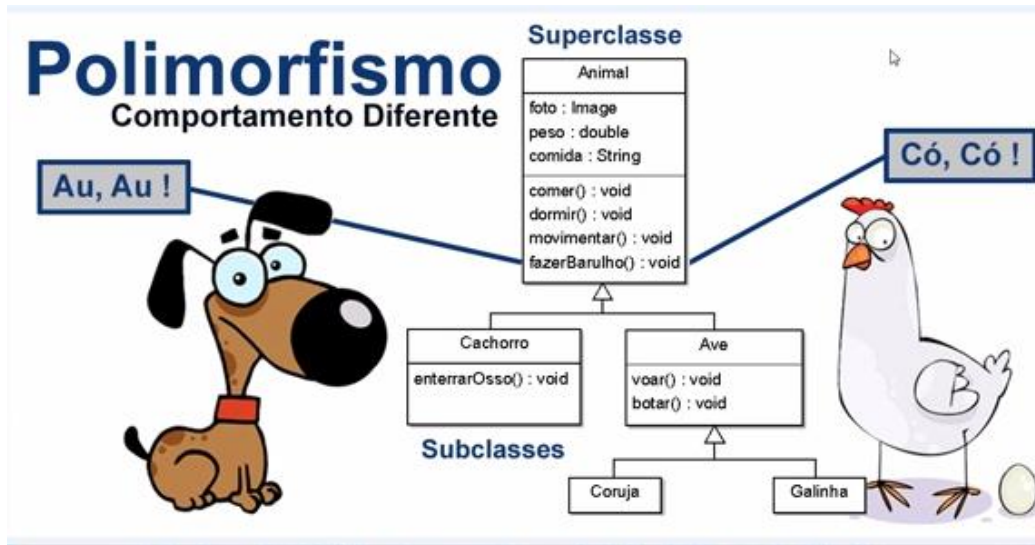 Polimorfismo
Comportamento Diferente
Superclasse
Animal
foto : Image
peso : double
comida : String
comer() : void
dormir() : void
movimentar() : void
fazerBarulho() : void
Au, Au !
Có, Có !
Cachorro
enterrarOsso() : void
Ave
voar() : void
botar() : void
Subclasses
Coruja
Galinha